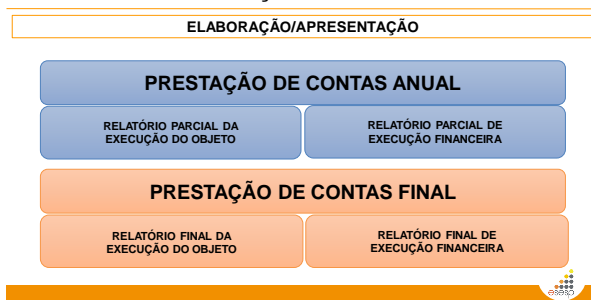 ELABORAÇÃO/APRESENTAÇÃO
PRESTAÇÃO DE CONTAS ANUAL
RELATÓRIO PARCIAL DA
EXECUÇÃO DO OBJETO
RELATÓRIO PARCIAL DE
EXECUÇÃO FINANCEIRA
PRESTAÇÃO DE CONTAS FINAL
RELATÓRIO FINAL DA
EXECUÇÃO DO OBJETO
RELATÓRIO FINAL DE
EXECUÇÃO FINANCEIRA
esesp